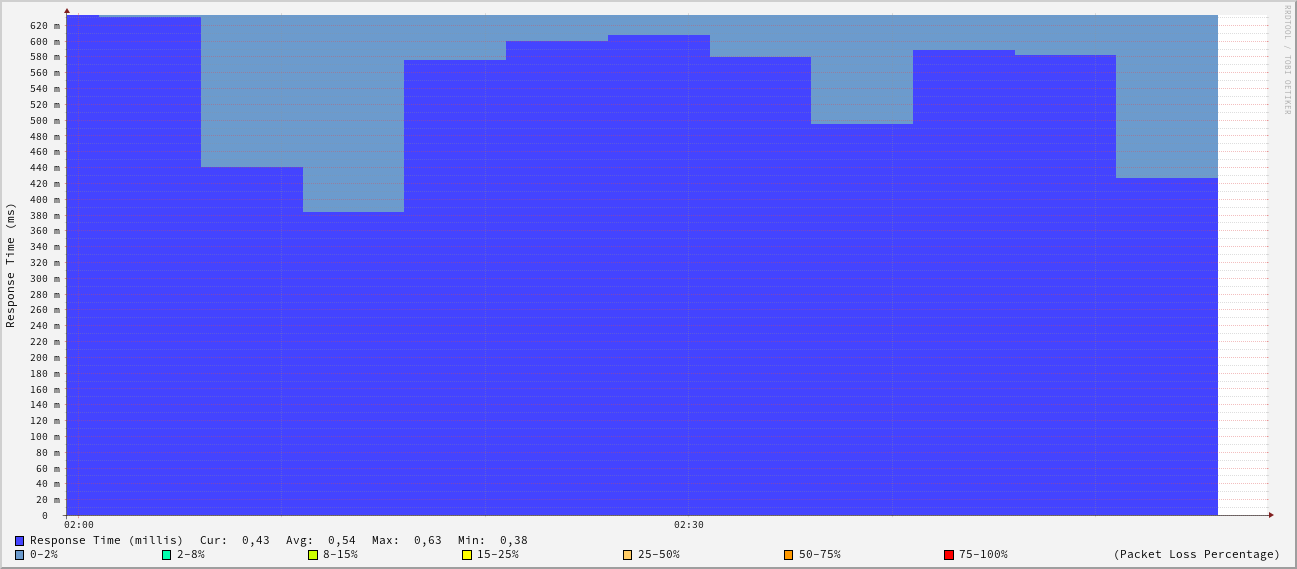 RRDTOOL / TOBI OETIKER
Response Time (ms)
620 m
600 m
580 m
560 m
540 m
520 m
500 m
480 m
460 m
440 m
420 m
400 m
380 m
360 m
340 m
320 m
300 m
280 m
260 m
240 m
220 m
200 m
180 m
160 m
140 m
120 m
100 m
80 m
60 m
40 m
20 m
0
02:00 02:30
Response Time (millis) Cur: 0,43 Avg: 0,54 Max: 0,63 Min: 0,38
0-2% 2-8% 8-15% 15-25% 25-50% 50-75% 75-100% (Packet Loss Percentage)